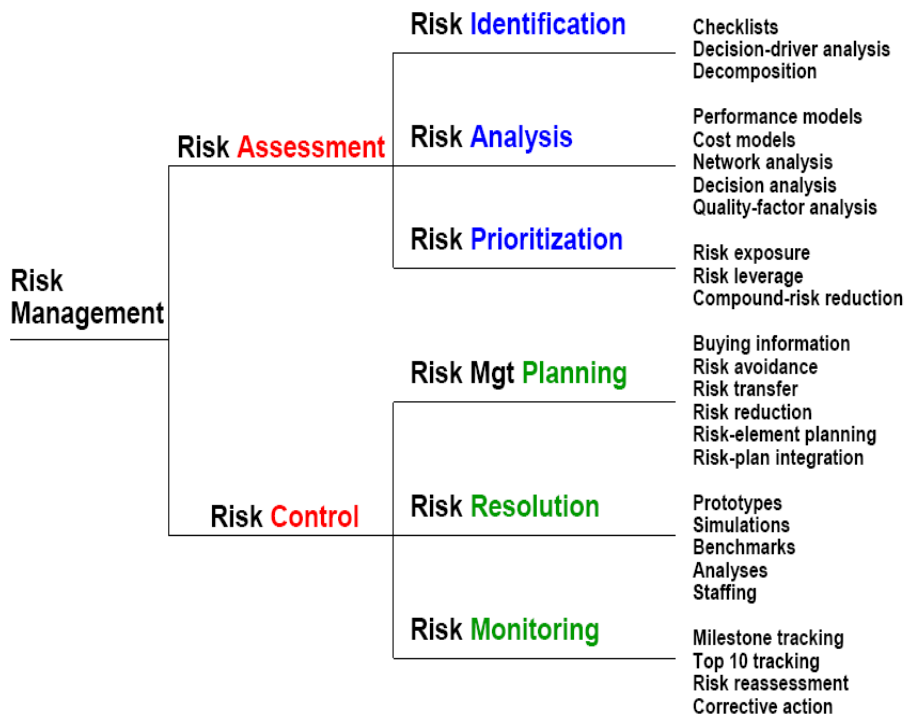 Risk Identification
Checklists
Decision-driver analysis
Decomposition
Risk Assessment
Risk Analysis
Performance models
Cost models
Network analysis
Decision analysis
Quality-factor analysis
Risk Prioritization
Risk exposure
Risk leverage
Compound-risk reduction
Risk
Management
Risk Mgt Planning
Buying information
Risk avoidance
Risk transfer
Risk reduction
Risk-element planning
Risk-plan integration
Risk Control
Risk Resolution
Prototypes
Simulations
Benchmarks
Analyses
Staffing
Risk Monitoring
Milestone tracking
Top 10 tracking
Risk reassessment
Corrective action